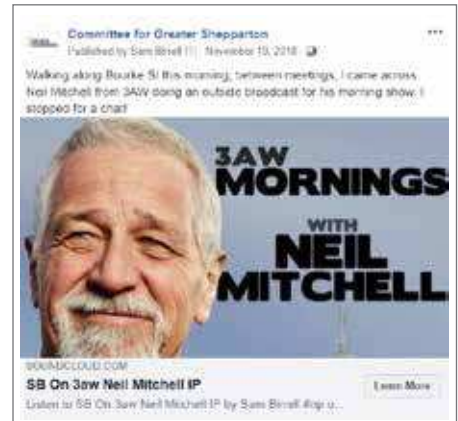 Committee for Greater Shepparton
Published by Sam Birrell · November 19, 2018 ·
Walking along Bourke St this morning, between meetings, I came across
Neil Mitchell from 3AW doing an outside broadcast for his morning show. I
stopped for a chat!
3AW
MORNINGS
WITH
NEIL
MITCHELL
SOUNDCLOUD.COM
SB On 3aw Neil Mitchell IP
Learn More
Listen to SB On 3aw Neil Mitchell IP by Sam Birrell #np o...